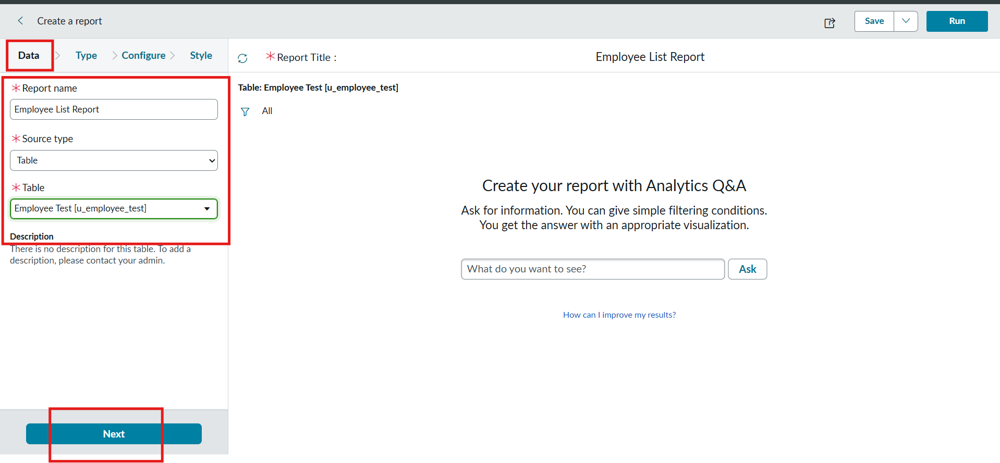 Create a report
Save
Run
Data
Type
Configure
Style
* Report Title :
Employee List Report
* Report name
Employee List Report
* Source type
Table
* Table
Employee Test [u_employee_test]
Description
There is no description for this table. To add a
description, please contact your admin.
Next
Table: Employee Test [u_employee_test]
All
Create your report with Analytics Q&A
Ask for information. You can give simple filtering conditions.
You get the answer with an appropriate visualization.
What do you want to see?
Ask
How can I improve my results?